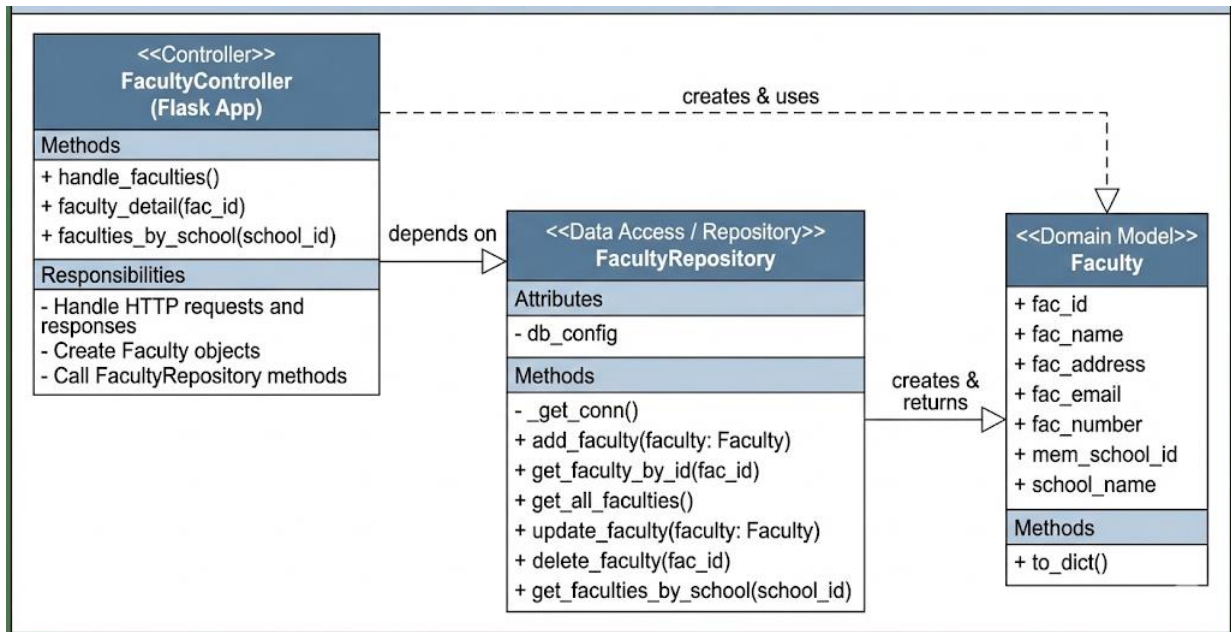 <<Controller>>
FacultyController
(Flask App)
Methods
+ handle_faculties()
+ faculty_detail(fac_id)
+ faculties_by_school(school_id)
Responsibilities
- Handle HTTP requests and
responses
- Create Faculty objects
- Call FacultyRepository methods
creates & uses
depends on
<<Data Access / Repository>>
FacultyRepository
Attributes
- db_config
Methods
- _get_conn()
+ add_faculty(faculty: Faculty)
+ get_faculty_by_id(fac_id)
+ get_all_faculties()
+ update_faculty(faculty: Faculty)
+ delete_faculty(fac_id)
+ get_faculties_by_school(school_id)
creates &
returns
<<Domain Model>>
Faculty
+ fac_id
+ fac_name
+ fac_address
+ fac_email
+ fac_number
+ mem_school_id
+ school_name
Methods
+ to_dict()